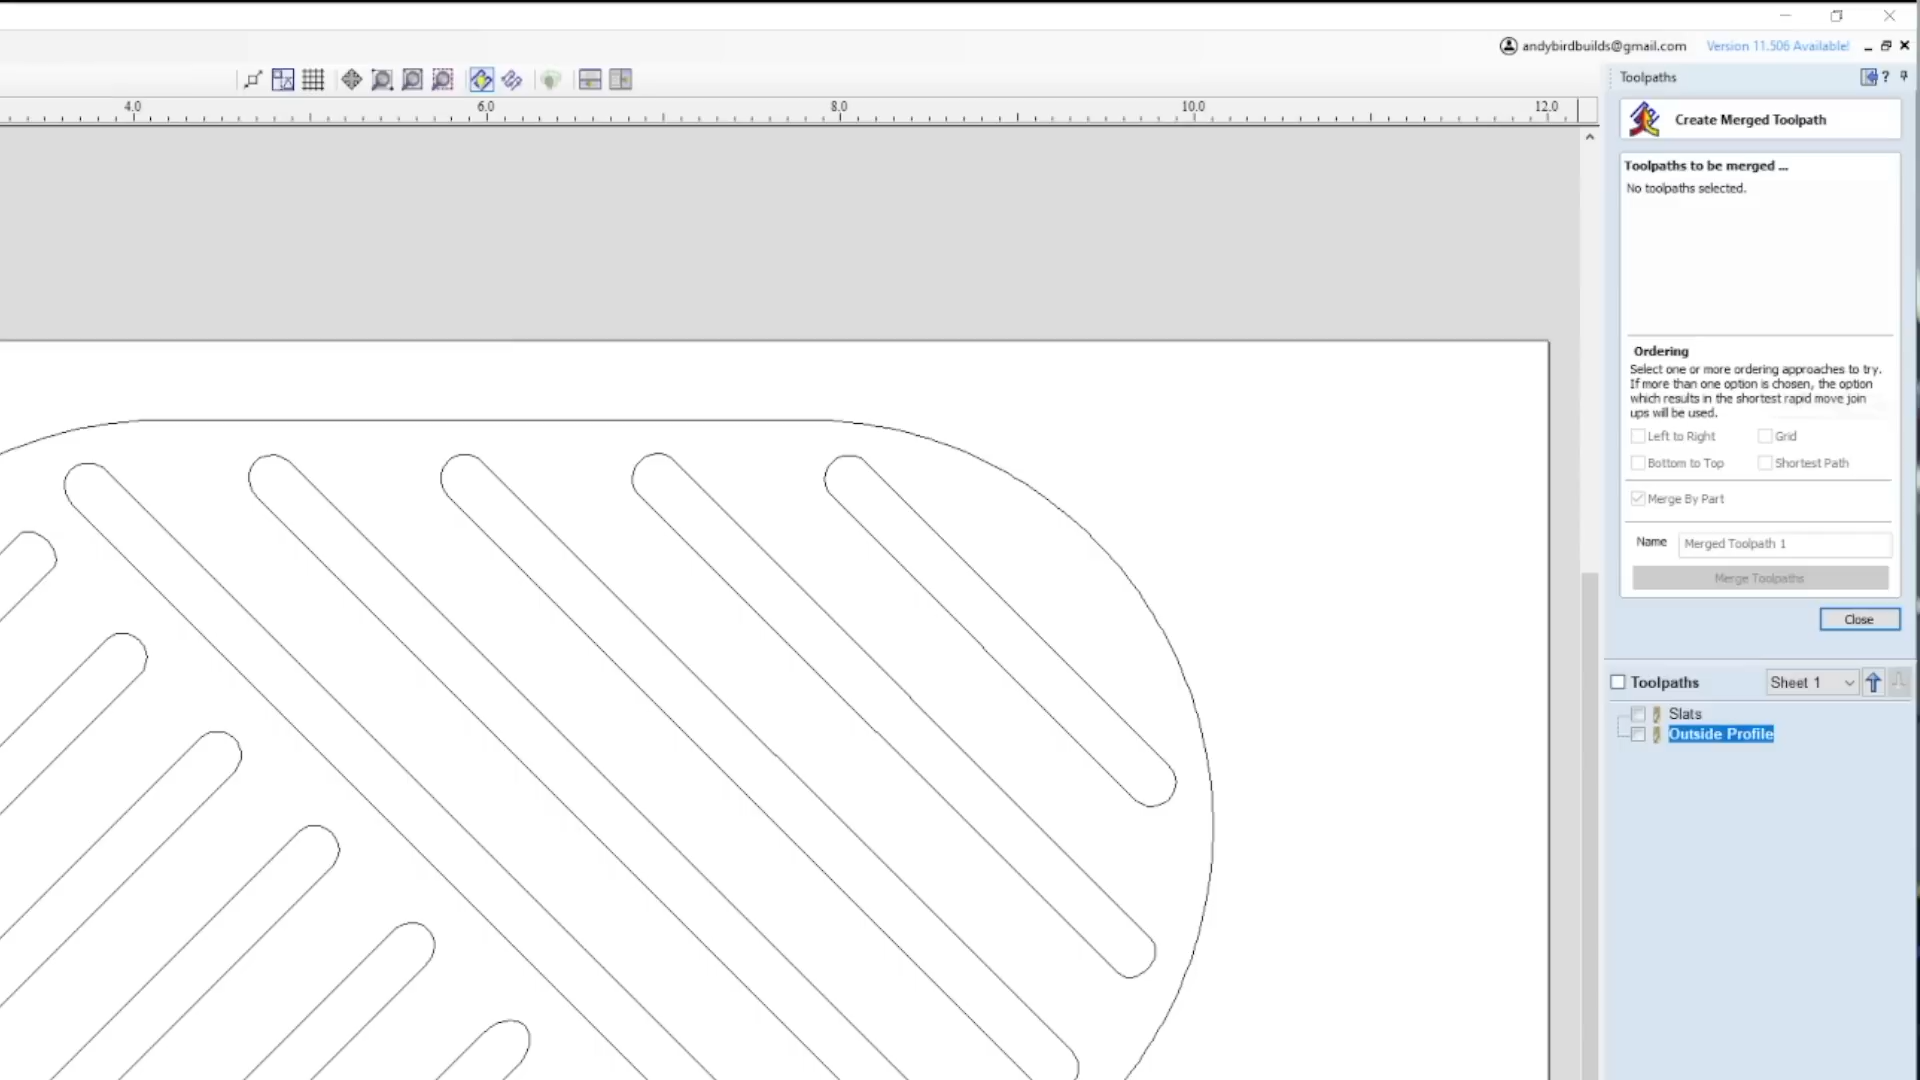 andybirdbuilds@gmail.com Version 11.506 Available!
Toolpaths ?
4.0 6.0 8.0 10.0 12.0
Create Merged Toolpath
Toolpaths to be merged ...
No toolpaths selected.
Ordering
Select one or more ordering approaches to try.
If more than one option is chosen, the option
which results in the shortest rapid move join
ups will be used.
Left to Right Grid
Bottom to Top Shortest Path
Merge By Part
Name Merged Toolpath 1
Merge Toolpaths
Close
Toolpaths Sheet 1
Slats
Outside Profile